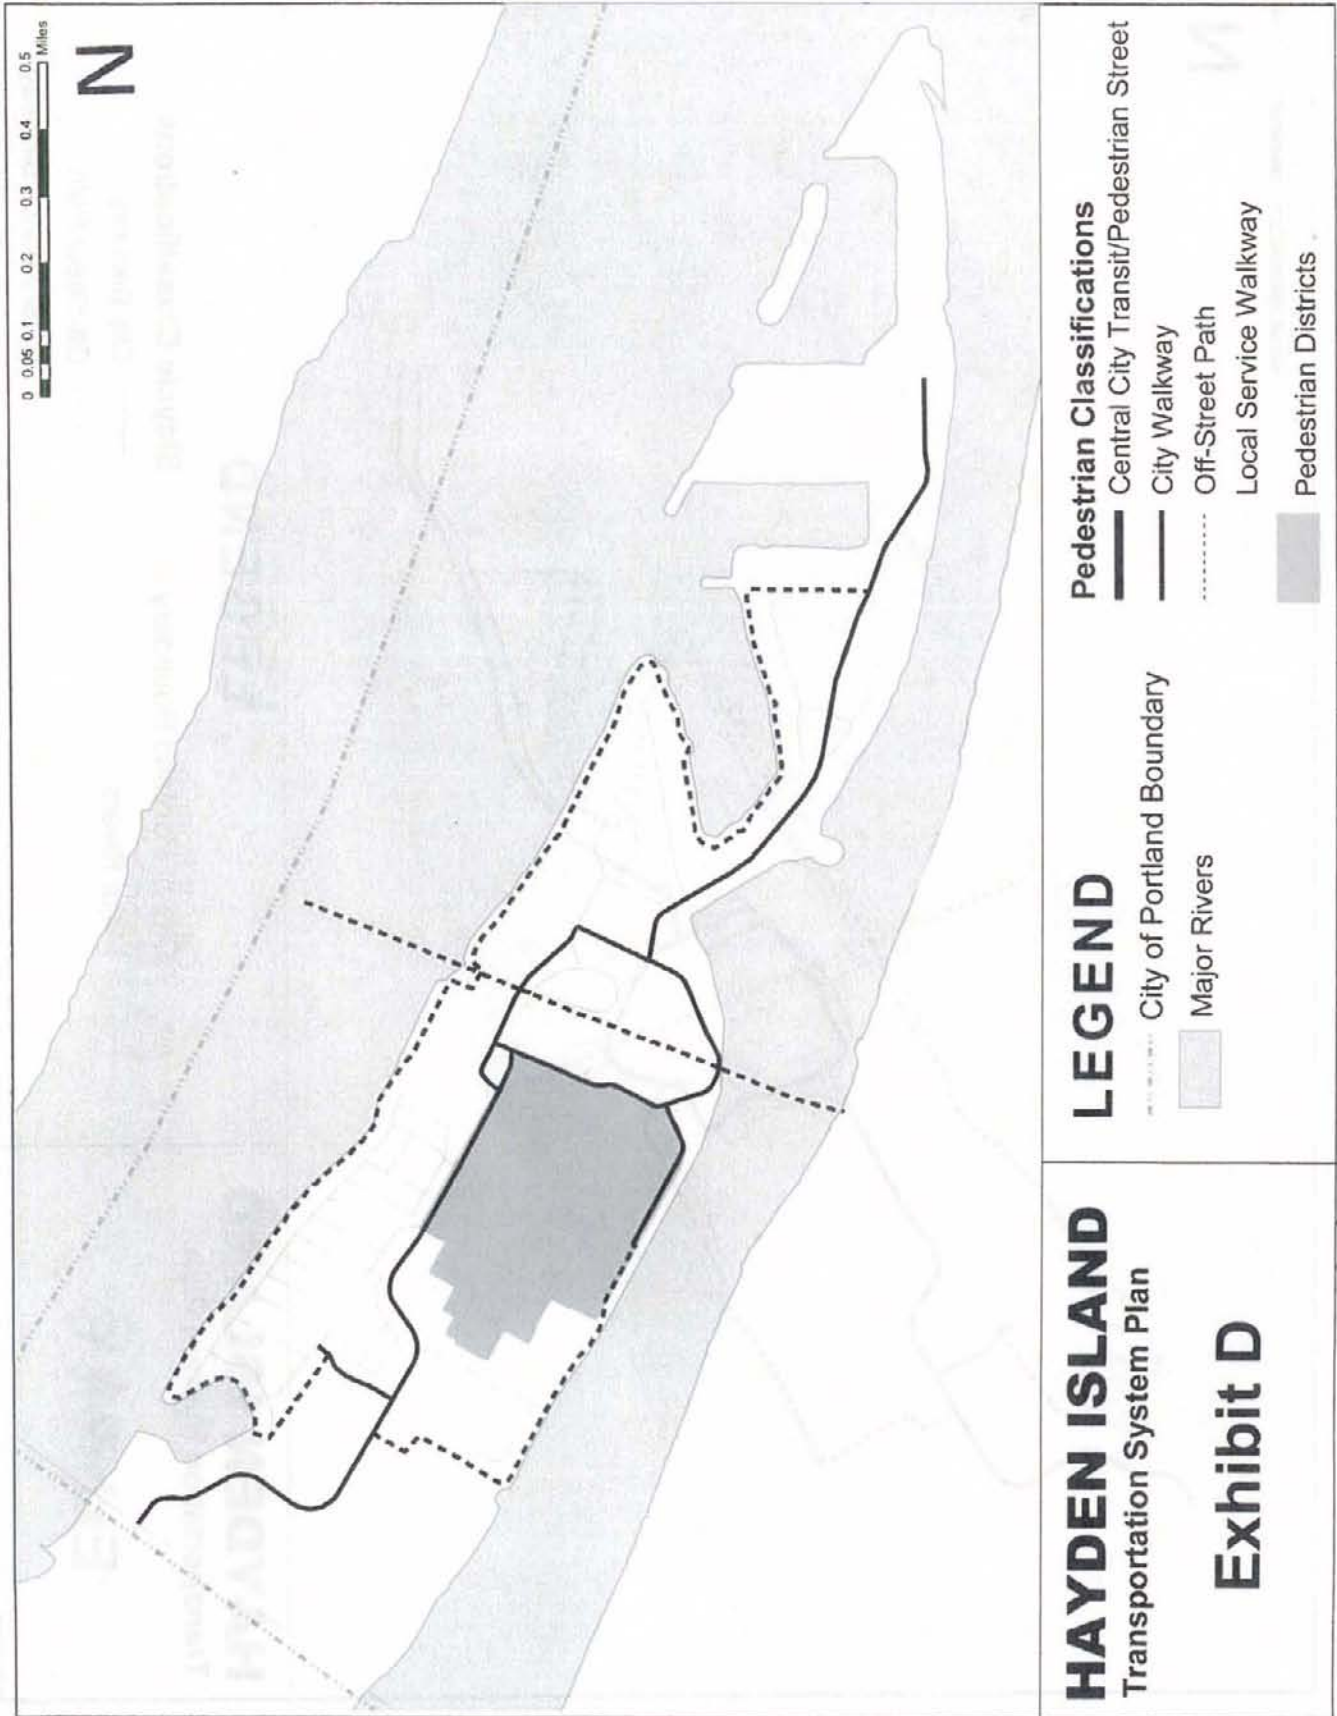 0 0.05 0.1 0.2 0.3 0.4 0.5
Miles
N
HAYDEN ISLAND
Transportation System Plan
Exhibit D
LEGEND
City of Portland Boundary
Major Rivers
Pedestrian Classifications
Central City Transit/Pedestrian Street
City Walkway
Off-Street Path
Local Service Walkway
Pedestrian Districts